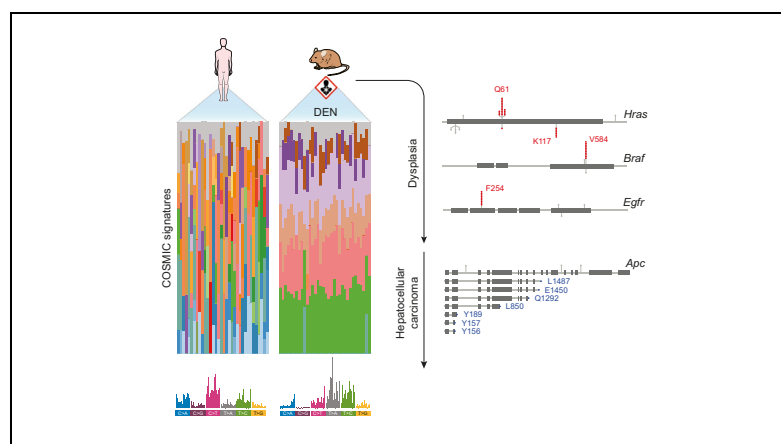 DEN
COSMIC signatures
C>A C>G C>T T>A T>C T>G
C>A C>G C>T T>A T>C T>G
Dysplasia
Hepatocellular
carcinoma
Q61
Hras
K117
V584
Braf
F254
Egfr
Apc
L1487
E1450
Q1292
L850
Y189
Y157
Y156